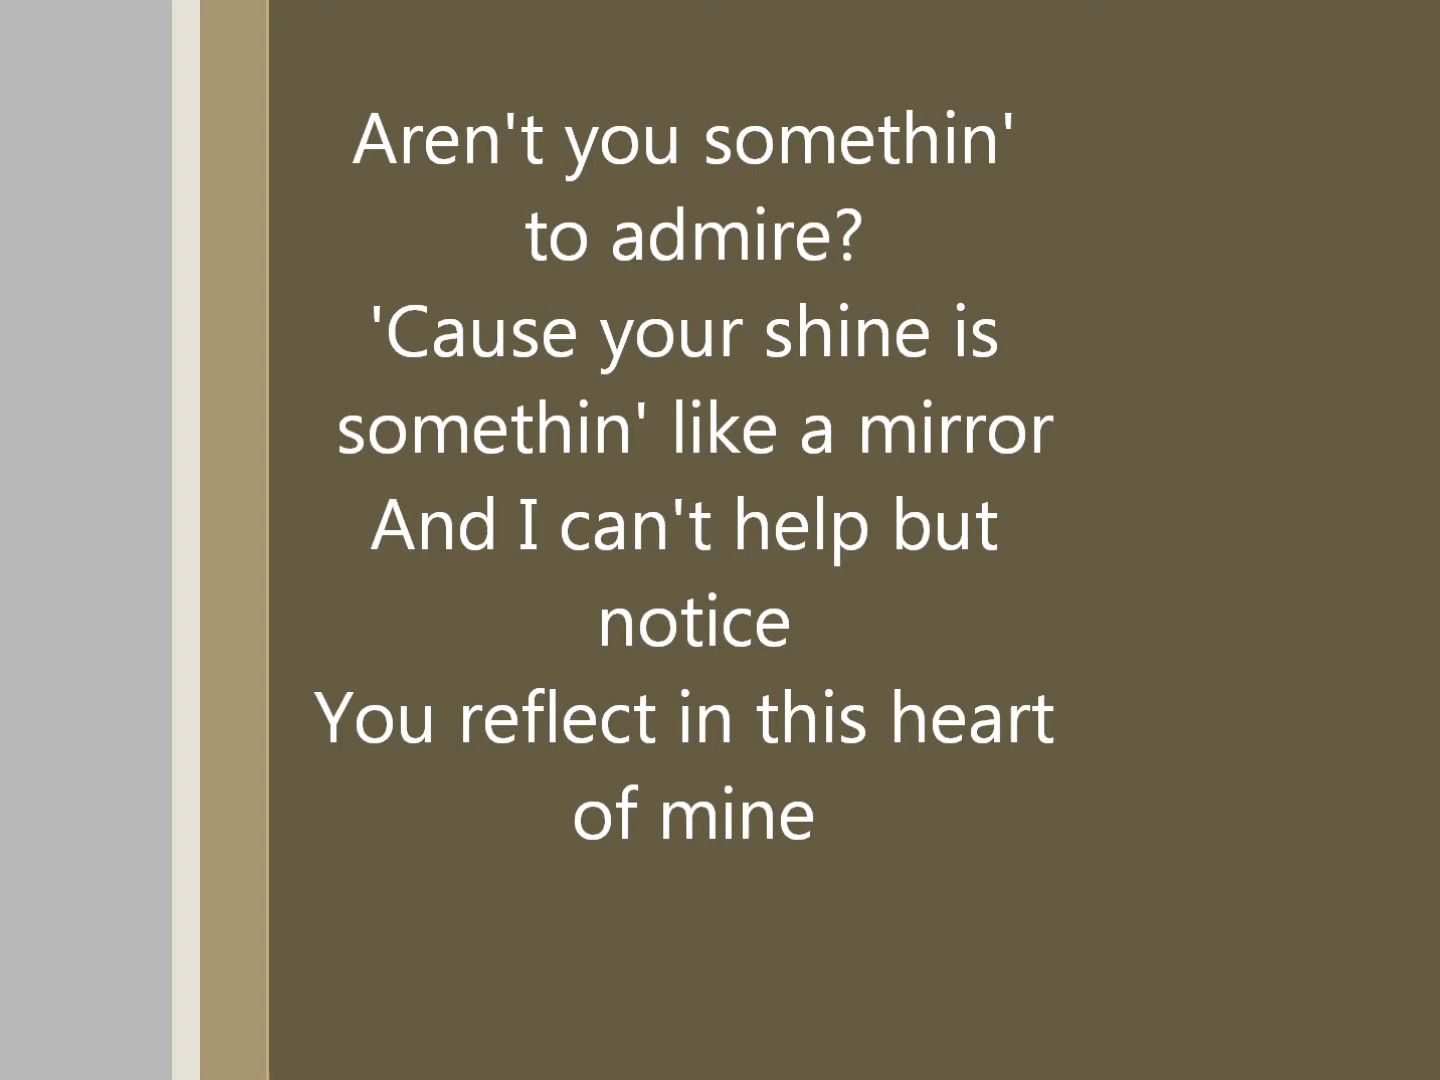 Aren't you somethin'
to admire?
'Cause your shine is
somethin' like a mirror
And I can't help but
notice
You reflect in this heart
of mine